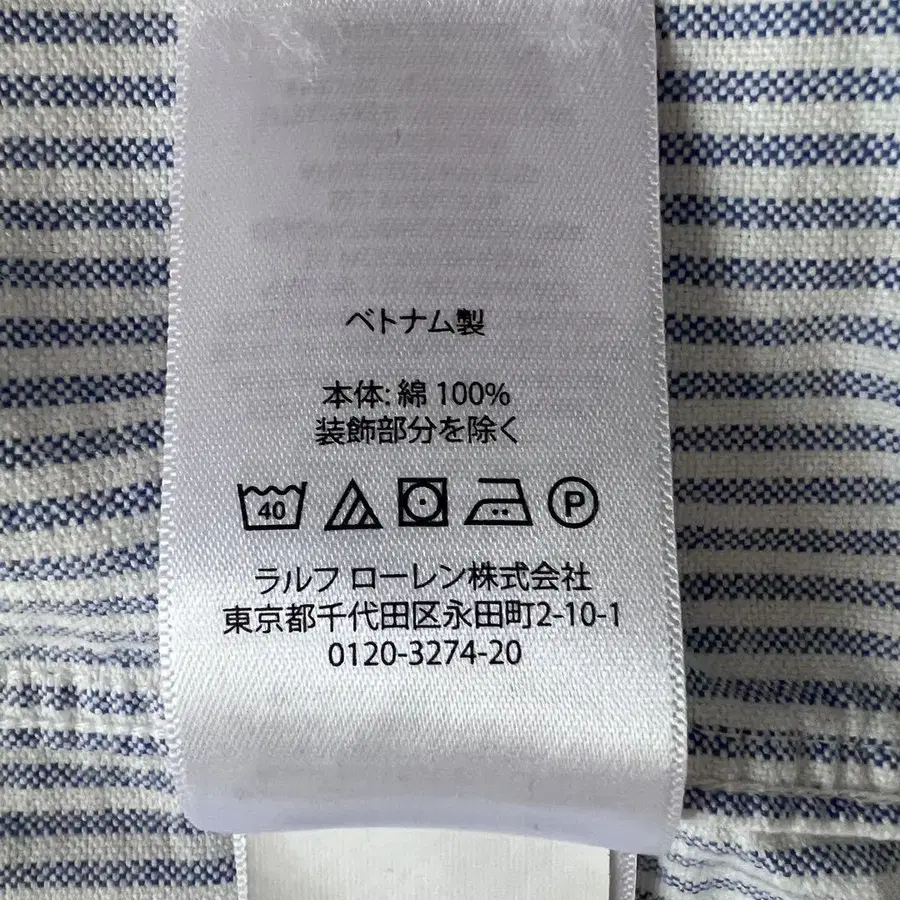 ベトナム製
本体: 綿 100%
装飾部分を除く
40 P
ラルフ ローレン株式会社
東京都千代田区永田町2-10-1
0120-3274-20